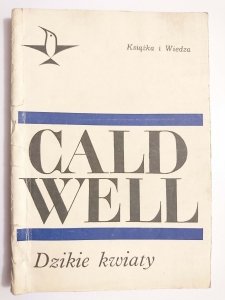 Książka i Wiedza
CALD
WELL
Dzikie kwiaty